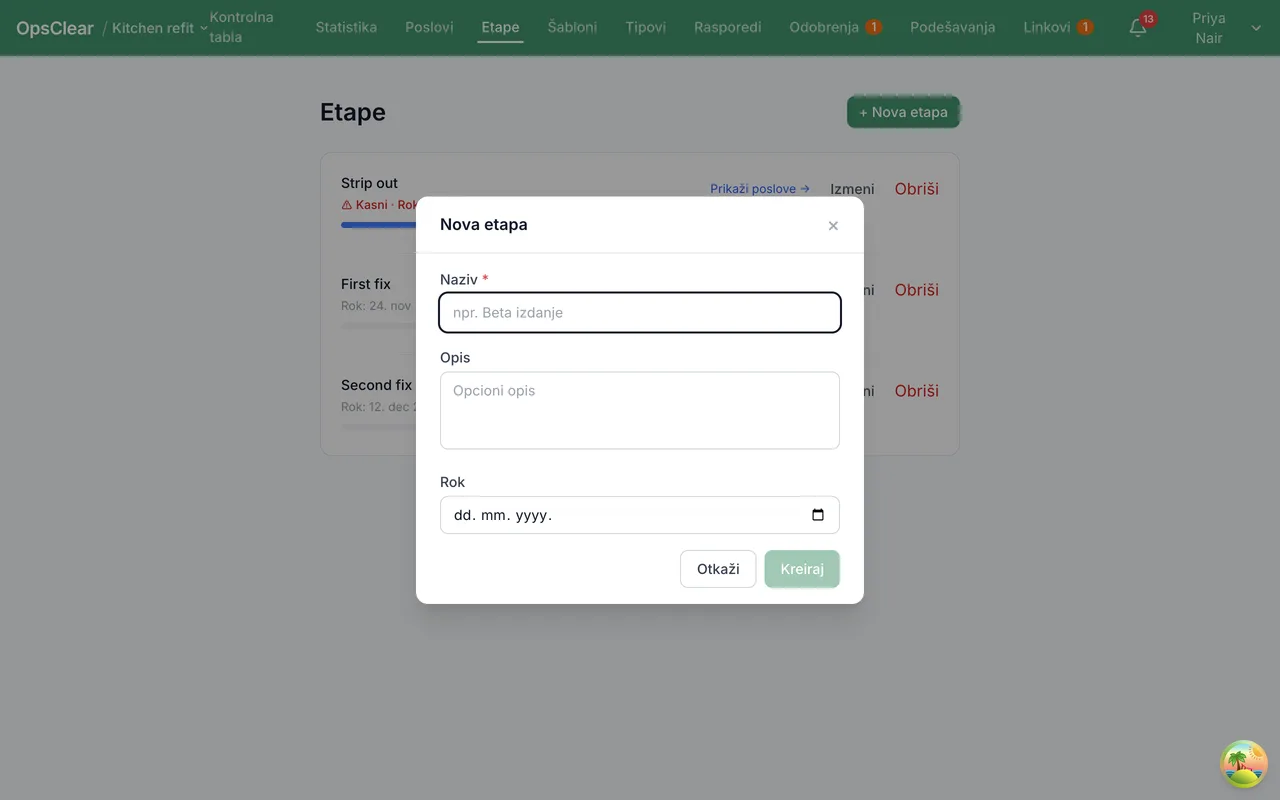 OpsClear / Kitchen refit
Kontrolna tabla
Statistika
Poslovi
Etape
Šabloni
Tipovi
Rasporedi
Odobrenja 1
Podešavanja
Linkovi 1
13
Priya Nair
Etape
+ Nova etapa
Strip out
Prikaži poslove →
Izmeni
Obriši
Kasni · Rok
First fix
Obriši
Rok: 24. nov
Second fix
Obriši
Rok: 12. dec
Nova etapa
×
Naziv *
npr. Beta izdanje
Opis
Opcioni opis
Rok
dd. mm. yyyy.
Otkaži
Kreiraj